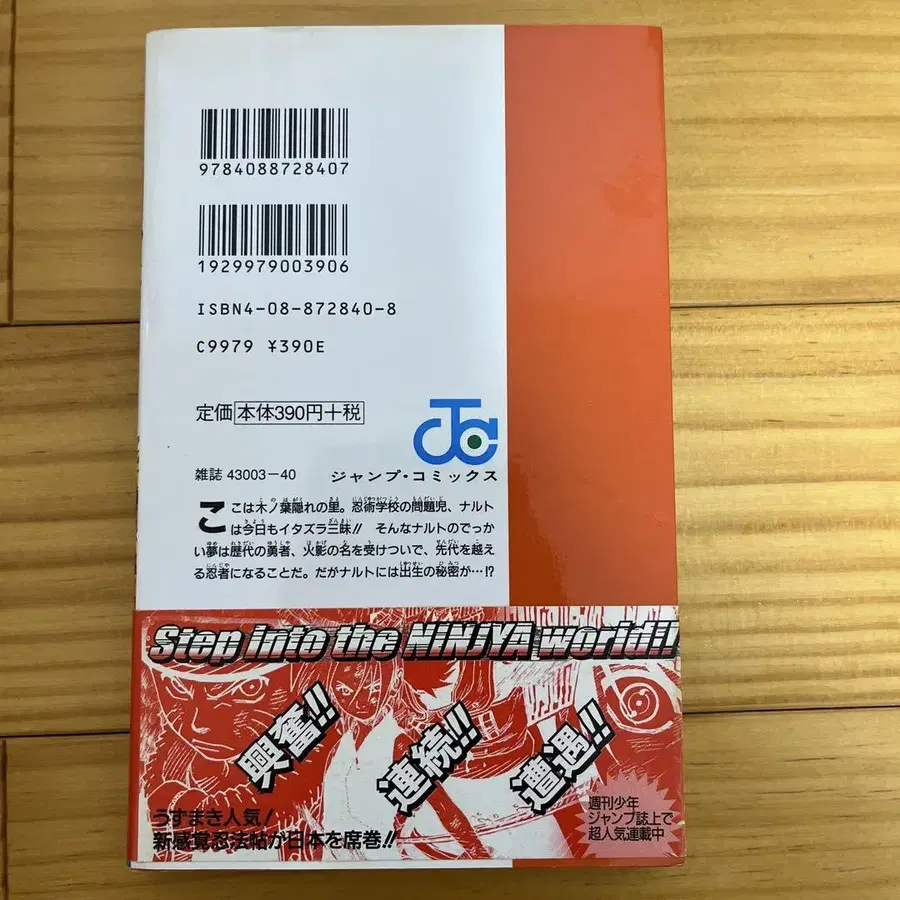 9784088728407
1929979003906
ISBN4-08-872840-8
C9979 ¥390E
定価 本体390円+税
雑誌 43003-40
ジャンプ・コミックス
ここは木ノ葉隠れの里。忍術学校の問題児、ナルト
は今日もイタズラ三昧!! そんなナルトのでっか
い夢は歴代の勇者、火影の名を受けついで、先代を越え
る忍者になることだ。だがナルトには出生の秘密が…!?
Step into the NiNJYA world!!
興奮!!
連続!!
遭遇!!
うずまき人気!
新感覚忍法帖が日本を席巻!!
週刊少年
ジャンプ誌上で
超人気連載中